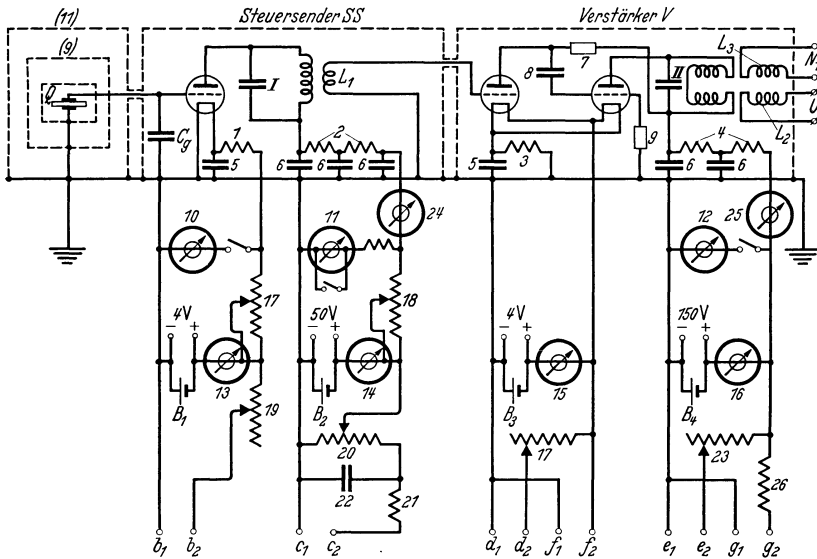 (11) Steuersender SS Verstärker V
(9)
Q
I
L₁
8
7
II
L₃
N
U
L₂
C_g
1
5
2
6
6
6
5
3
9
4
6
6
24
10
11
12
25
17
18
4V
50V
4V
150V
− +
− +
− +
− +
13
14
15
16
B₁
B₂
B₃
B₄
19
20
17
23
22
21
26
b₁ b₂ c₁ c₂ d₁ d₂ f₁ f₂ e₁ e₂ g₁ g₂